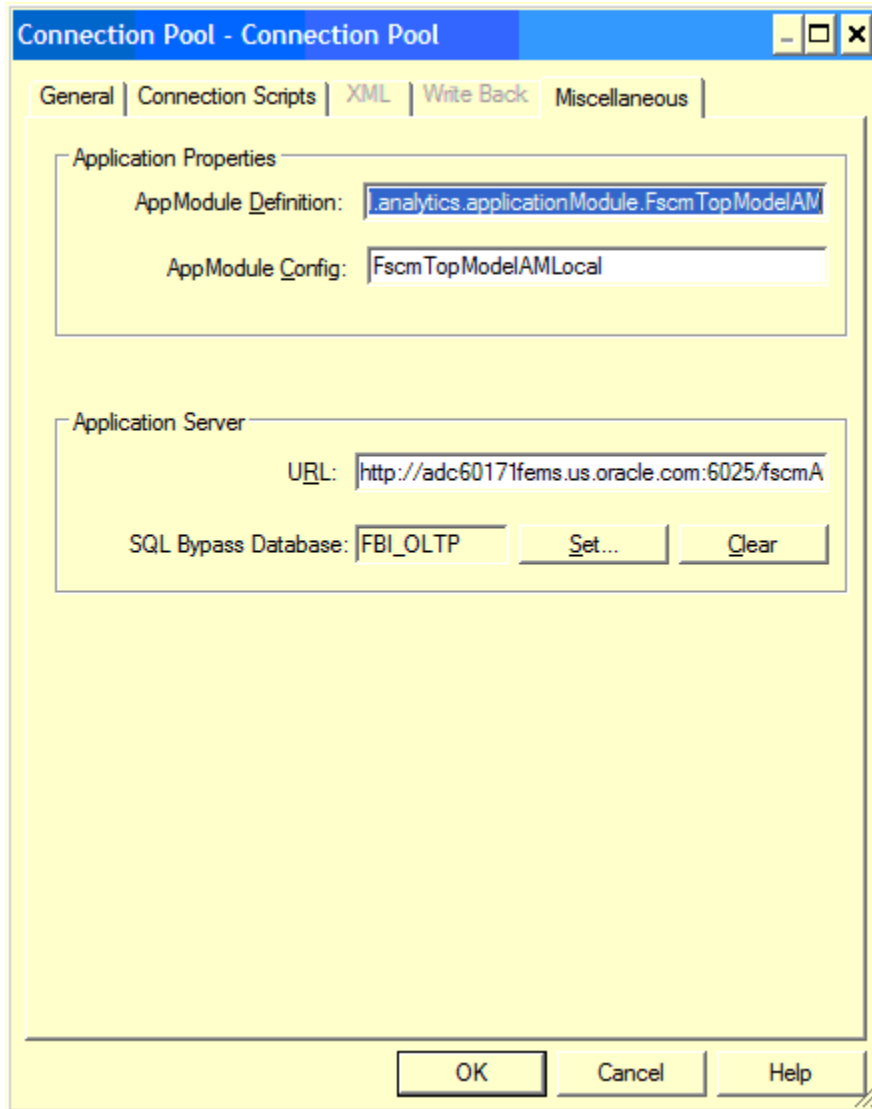 Connection Pool - Connection Pool
General Connection Scripts XML Write Back Miscellaneous
Application Properties
AppModule Definition: l.analytics.applicationModule.FscmTopModelAM
AppModule Config: FscmTopModelAMLocal
Application Server
URL: http://adc60171fems.us.oracle.com:6025/fscmA
SQL Bypass Database: FBI_OLTP Set... Clear
OK Cancel Help